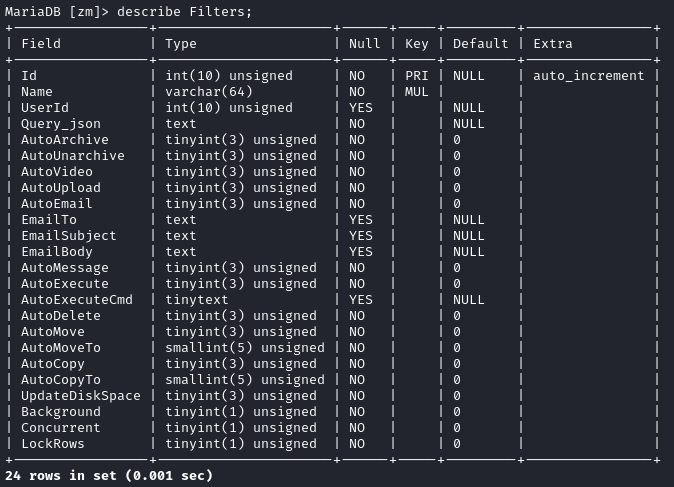 MariaDB [zm]> describe Filters;
+-----------------+----------------------+------+-----+---------+----------------+
| Field           | Type                 | Null | Key | Default | Extra          |
+-----------------+----------------------+------+-----+---------+----------------+
| Id              | int(10) unsigned     | NO   | PRI | NULL    | auto_increment |
| Name            | varchar(64)          | NO   | MUL |         |                |
| UserId          | int(10) unsigned     | YES  |     | NULL    |                |
| Query_json      | text                 | NO   |     | NULL    |                |
| AutoArchive     | tinyint(3) unsigned  | NO   |     | 0       |                |
| AutoUnarchive   | tinyint(3) unsigned  | NO   |     | 0       |                |
| AutoVideo       | tinyint(3) unsigned  | NO   |     | 0       |                |
| AutoUpload      | tinyint(3) unsigned  | NO   |     | 0       |                |
| AutoEmail       | tinyint(3) unsigned  | NO   |     | 0       |                |
| EmailTo         | text                 | YES  |     | NULL    |                |
| EmailSubject    | text                 | YES  |     | NULL    |                |
| EmailBody       | text                 | YES  |     | NULL    |                |
| AutoMessage     | tinyint(3) unsigned  | NO   |     | 0       |                |
| AutoExecute     | tinyint(3) unsigned  | NO   |     | 0       |                |
| AutoExecuteCmd  | tinytext             | YES  |     | NULL    |                |
| AutoDelete      | tinyint(3) unsigned  | NO   |     | 0       |                |
| AutoMove        | tinyint(3) unsigned  | NO   |     | 0       |                |
| AutoMoveTo      | smallint(5) unsigned | NO   |     | 0       |                |
| AutoCopy        | tinyint(3) unsigned  | NO   |     | 0       |                |
| AutoCopyTo      | smallint(5) unsigned | NO   |     | 0       |                |
| UpdateDiskSpace | tinyint(3) unsigned  | NO   |     | 0       |                |
| Background      | tinyint(1) unsigned  | NO   |     | 0       |                |
| Concurrent      | tinyint(1) unsigned  | NO   |     | 0       |                |
| LockRows        | tinyint(1) unsigned  | NO   |     | 0       |                |
+-----------------+----------------------+------+-----+---------+----------------+
24 rows in set (0.001 sec)